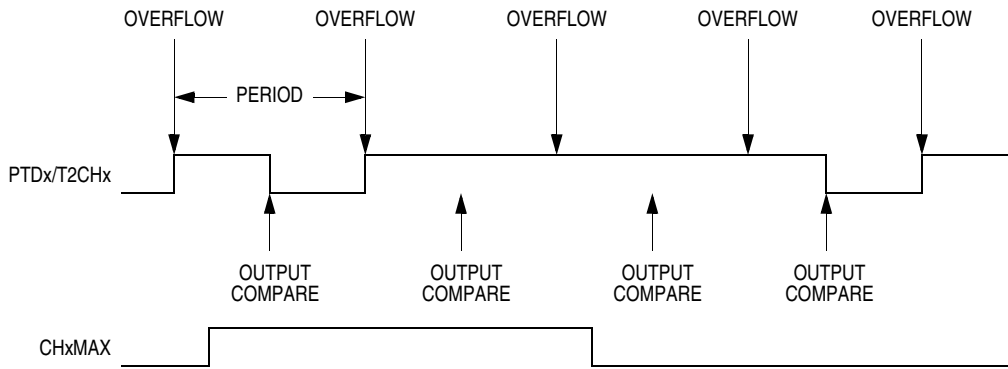 OVERFLOW OVERFLOW OVERFLOW OVERFLOW OVERFLOW
PERIOD
PTDx/T2CHx
OUTPUT OUTPUT OUTPUT OUTPUT
COMPARE COMPARE COMPARE COMPARE
CHxMAX